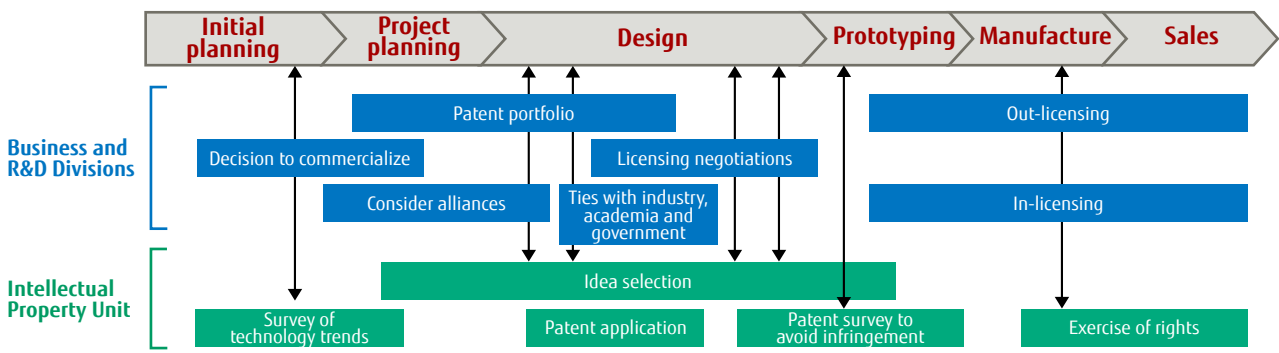 Initial
planning
Project
planning
Design
Prototyping
Manufacture
Sales
Business and
R&D Divisions
Patent portfolio
Out-licensing
Decision to commercialize
Licensing negotiations
Consider alliances
Ties with industry,
academia and
government
In-licensing
Intellectual
Property Unit
Idea selection
Survey of
technology trends
Patent application
Patent survey to
avoid infringement
Exercise of rights